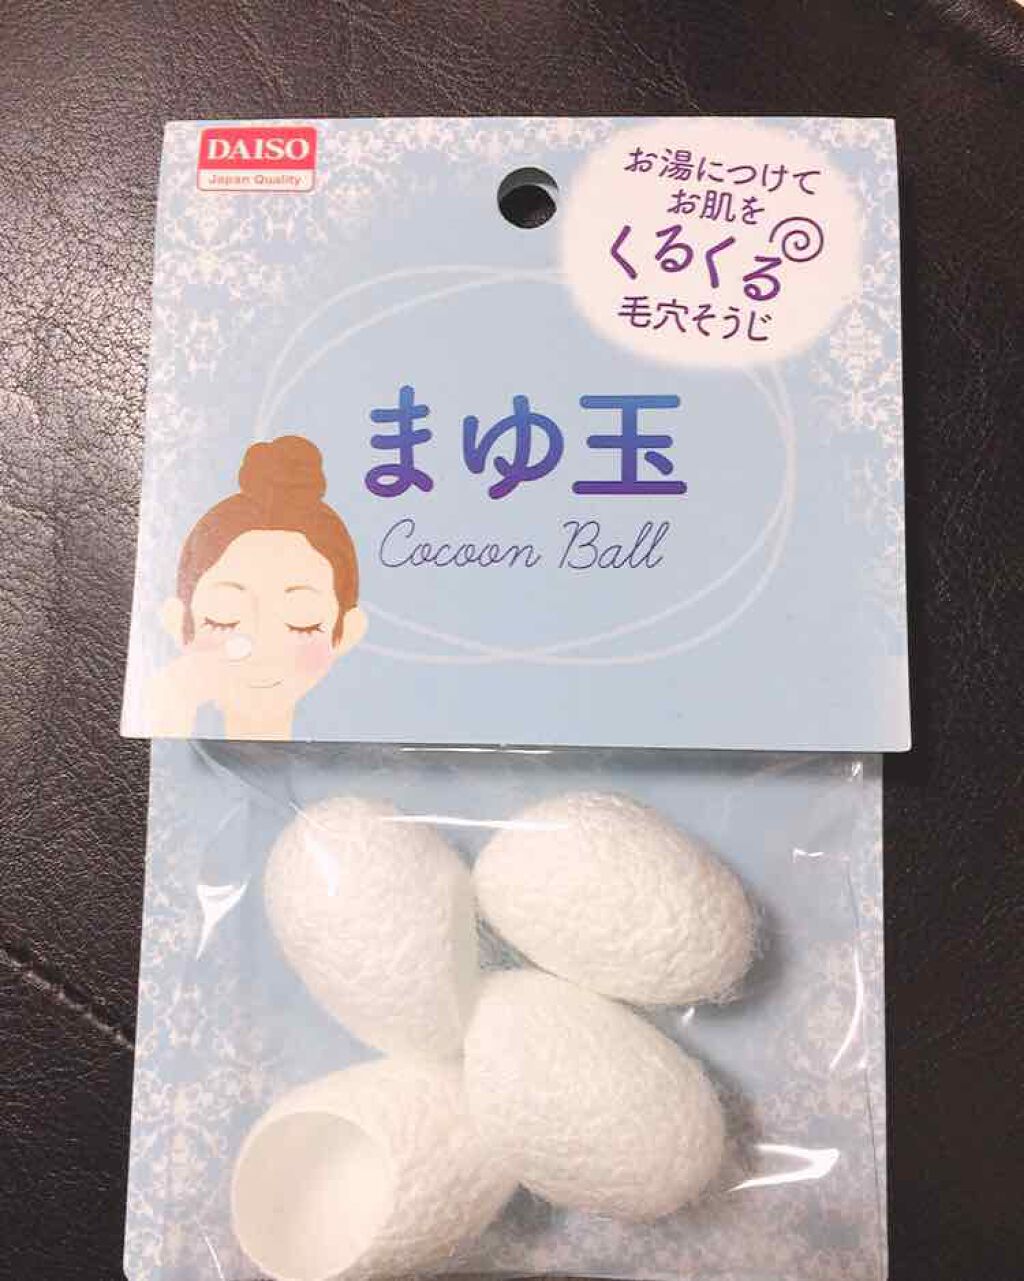 DAISO
Japan Quality
お湯につけて
お肌を
くるくる
毛穴そうじ
まゆ玉
Cocoon Ball